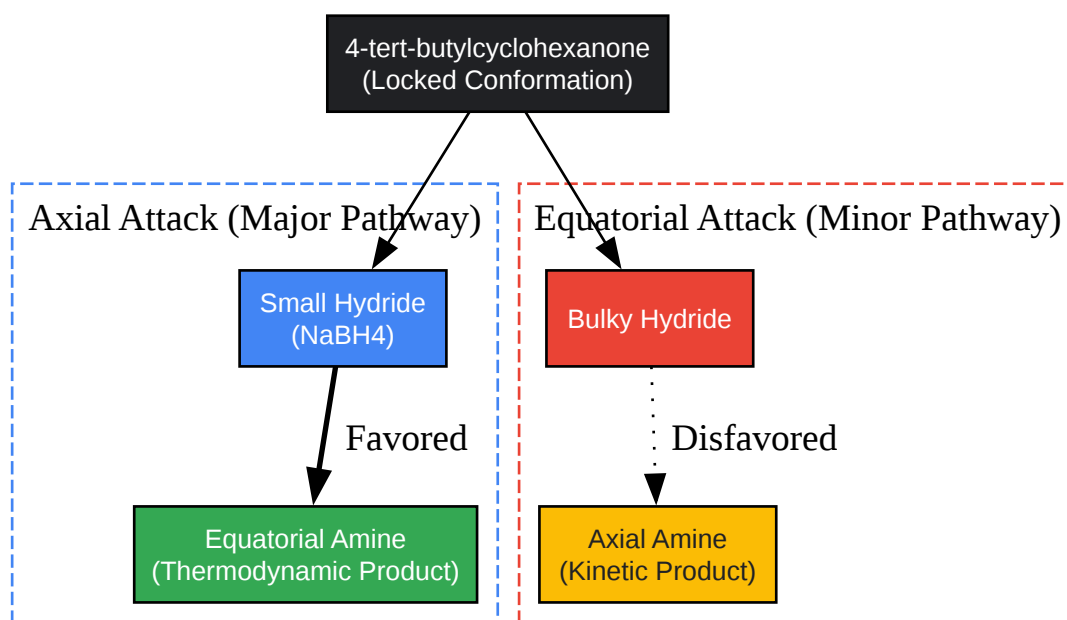 4-tert-butylcyclohexanone
(Locked Conformation)
Axial Attack (Major Pathway)
Equatorial Attack (Minor Pathway)
Small Hydride
(NaBH4)
Bulky Hydride
Favored
Disfavored
Equatorial Amine
(Thermodynamic Product)
Axial Amine
(Kinetic Product)